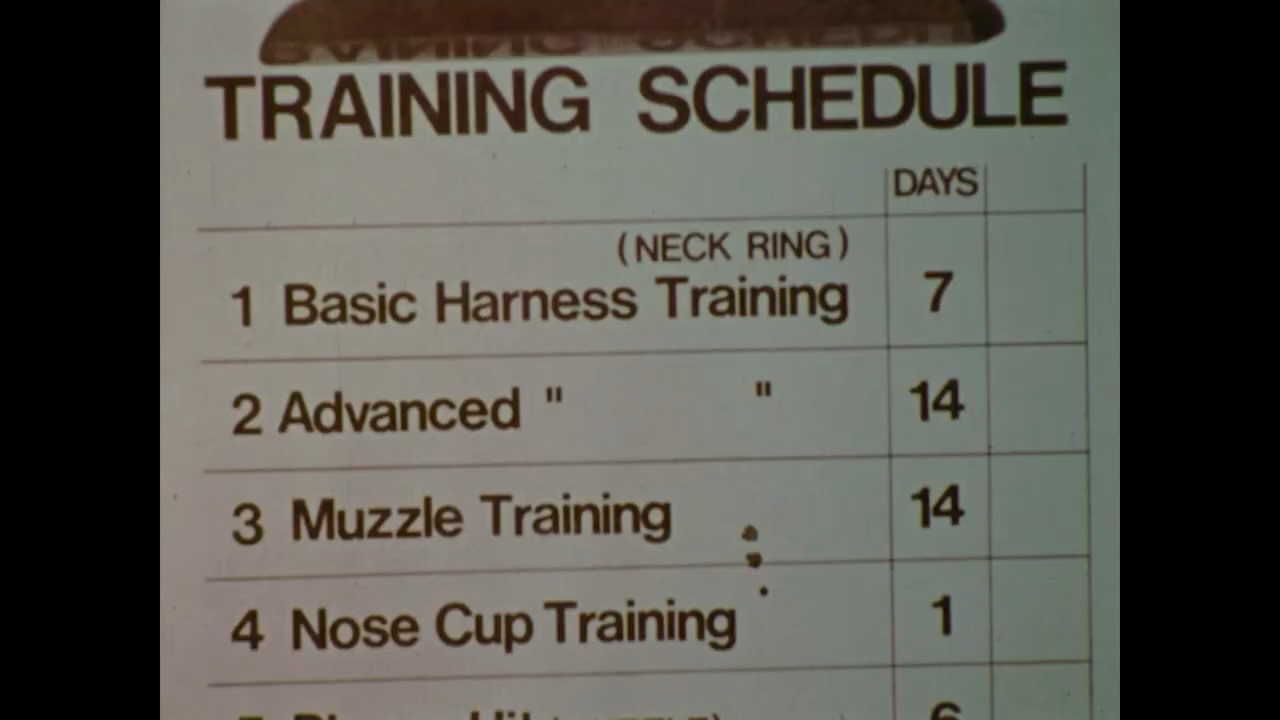 TRAINING SCHEDULE
DAYS
(NECK RING)
1 Basic Harness Training 7
2 Advanced " " 14
3 Muzzle Training 14
4 Nose Cup Training 1